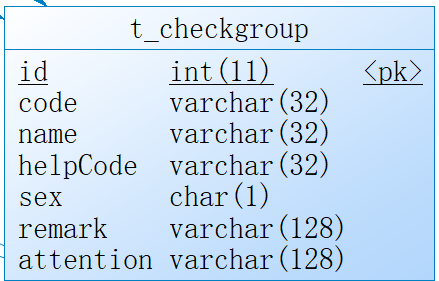 t_checkgroup
id int(11) <pk>
code varchar(32)
name varchar(32)
helpCode varchar(32)
sex char(1)
remark varchar(128)
attention varchar(128)